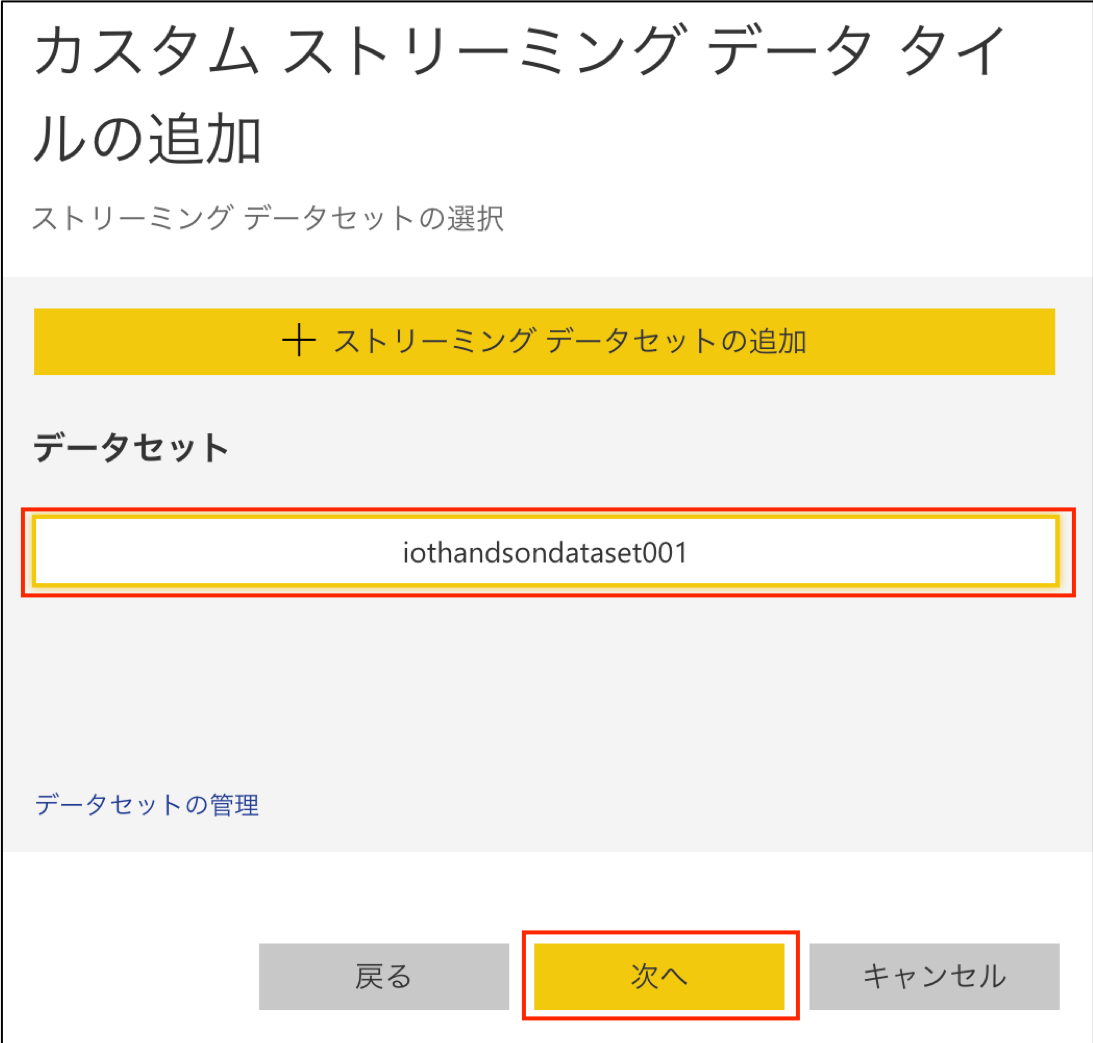 カスタム ストリーミング データ タイ
ルの追加
ストリーミング データセットの選択
＋ ストリーミング データセットの追加
データセット
iothandsondataset001
データセットの管理
戻る
次へ
キャンセル